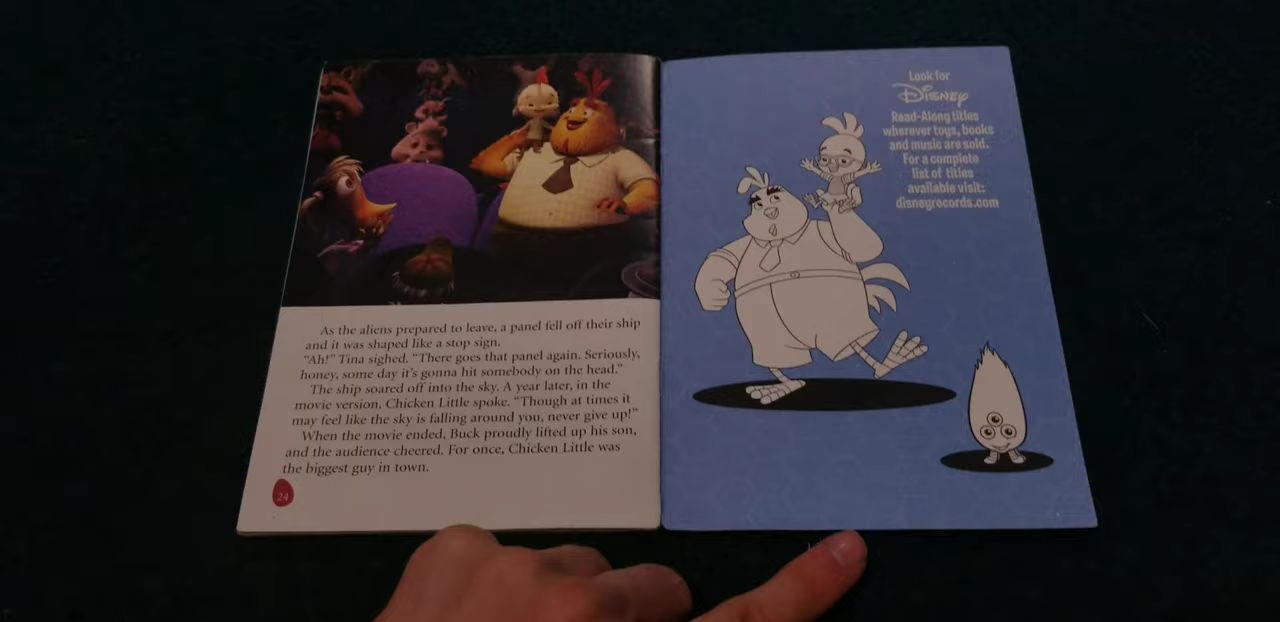 As the aliens prepared to leave, a panel fell off their ship
and it was shaped like a stop sign.
"Ah!" Tina sighed. "There goes that panel again. Seriously,
honey, some day it's gonna hit somebody on the head."
The ship soared off into the sky. A year later, in the
movie version, Chicken Little spoke. "Though at times it
may feel like the sky is falling around you, never give up!"
When the movie ended, Buck proudly lifted up his son,
and the audience cheered. For once, Chicken Little was
the biggest guy in town.
24
Look for
Disney
Read-Along titles
wherever toys, books
and music are sold.
For a complete
list of titles
available visit:
disneyrecords.com